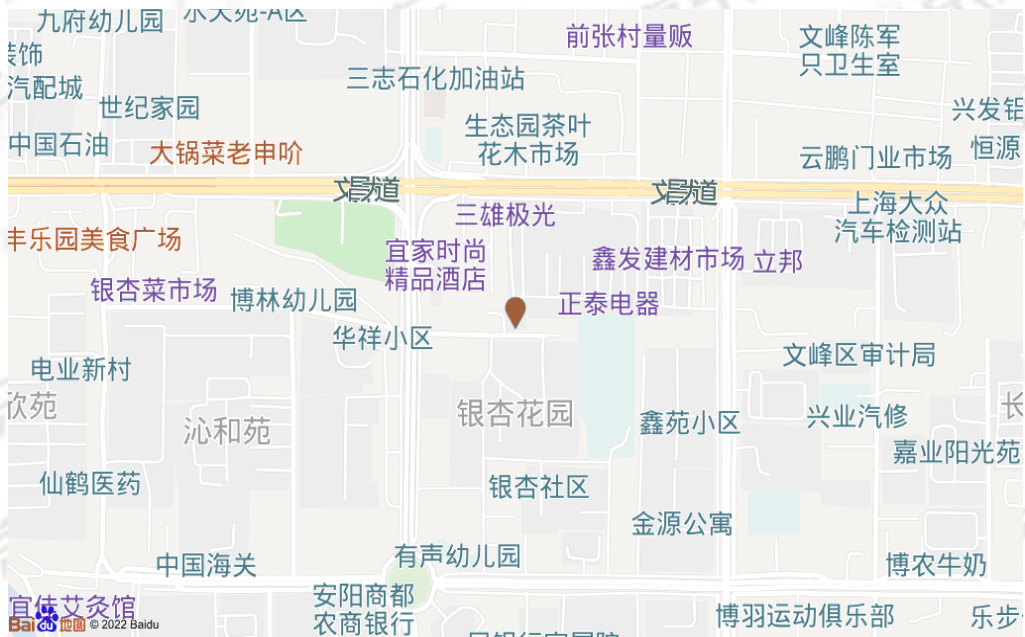 九府幼儿园
水天苑-A区
前张村量贩
文峰陈军
只卫生室
装饰
汽配城
三志石化加油站
世纪家园
兴发铝
生态园茶叶
花木市场
中国石油
大锅菜老申吤
云鹏门业市场
恒源
文昌大道
文昌大道
三雄极光
上海大众
汽车检测站
丰乐园美食广场
宜家时尚
精品酒店
鑫发建材市场
立邦
银杏菜市场
博林幼儿园
正泰电器
华祥小区
文峰区审计局
电业新村
欣苑
银杏花园
长
沁和苑
鑫苑小区
兴业汽修
嘉业阳光苑
仙鹤医药
银杏社区
金源公寓
有声幼儿园
中国海关
博农牛奶
宜佳艾灸馆
安阳商都
农商银行
博羽运动俱乐部
乐步
Bai du 地图 © 2022 Baidu